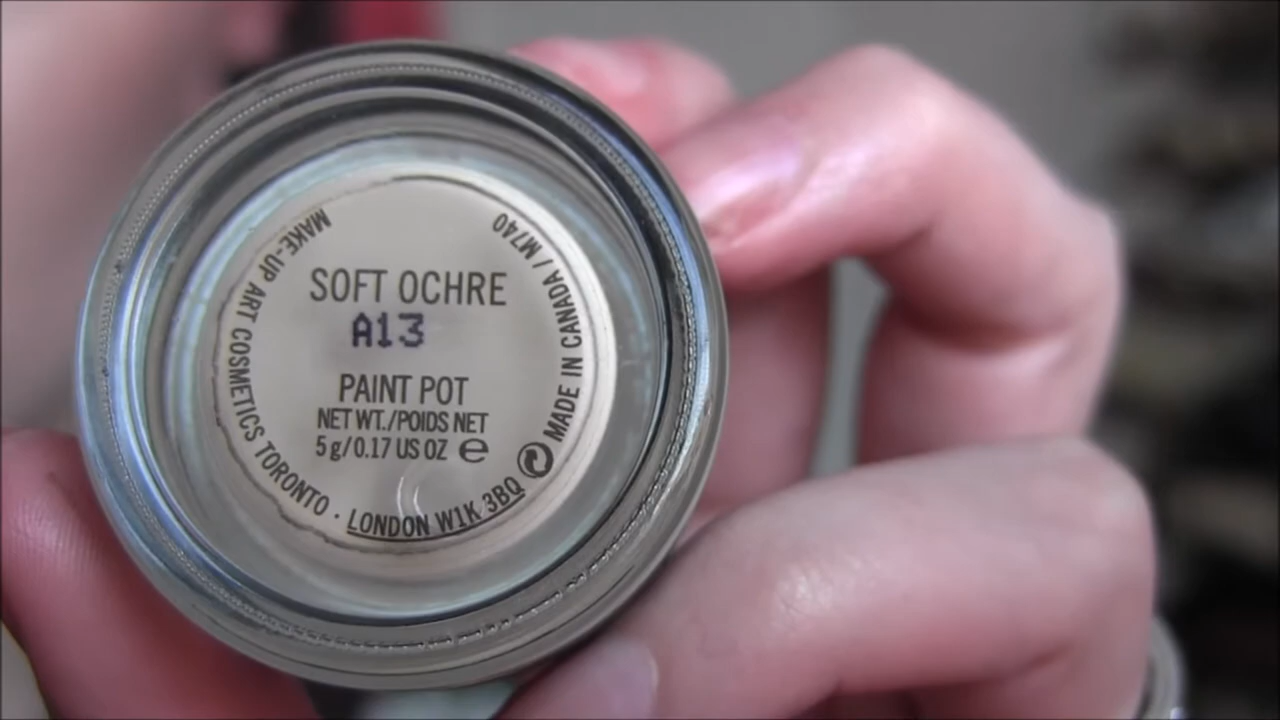 SOFT OCHRE
A13
PAINT POT
NET WT./POIDS NET
5 g/0.17 US OZ e
MAKE-UP ART COSMETICS TORONTO · LONDON W1K 3BQ
MADE IN CANADA / M740